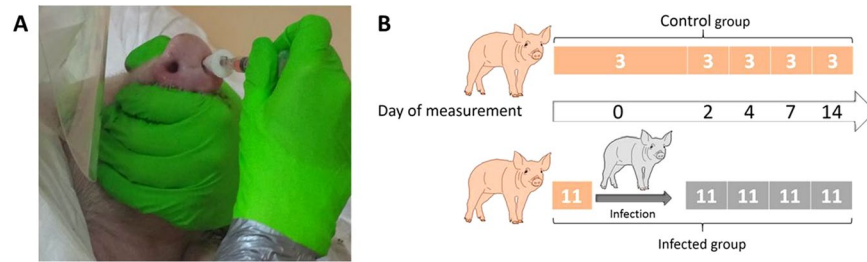 A
B
Control group
3 3 3 3 3
Day of measurement 0 2 4 7 14
11 11 11 11 11
Infection
Infected group